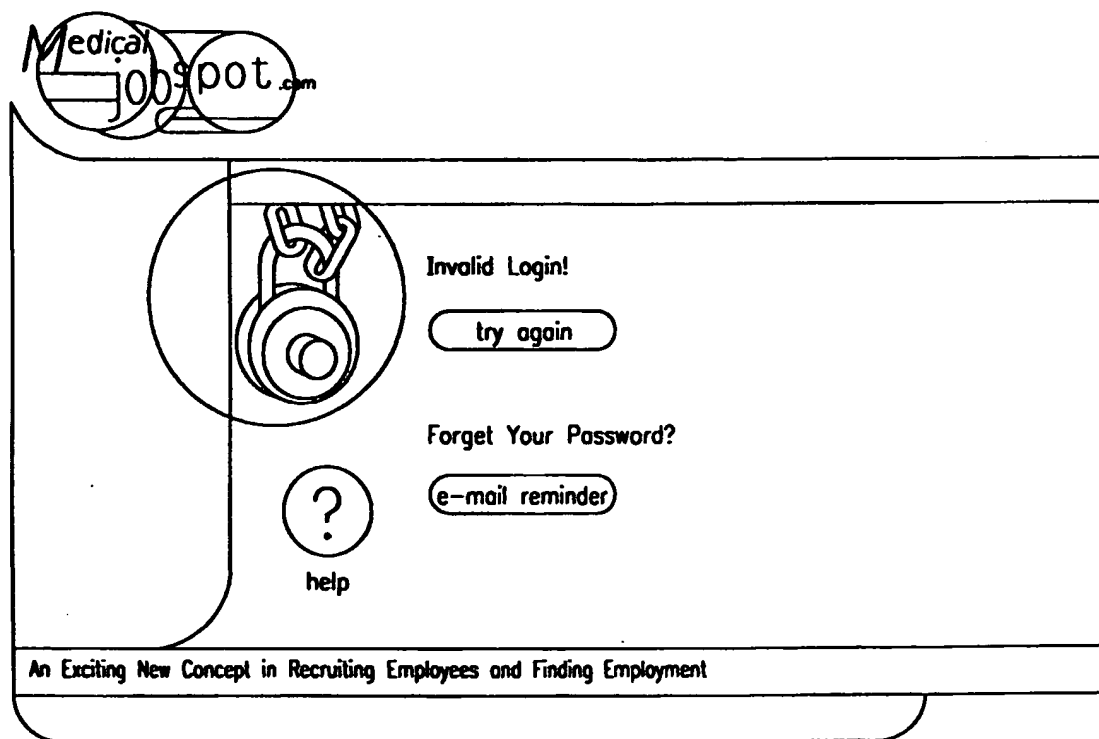 Medical
jobspot.com
Invalid Login!
try again
Forget Your Password?
e-mail reminder
?
help
An Exciting New Concept in Recruiting Employees and Finding Employment